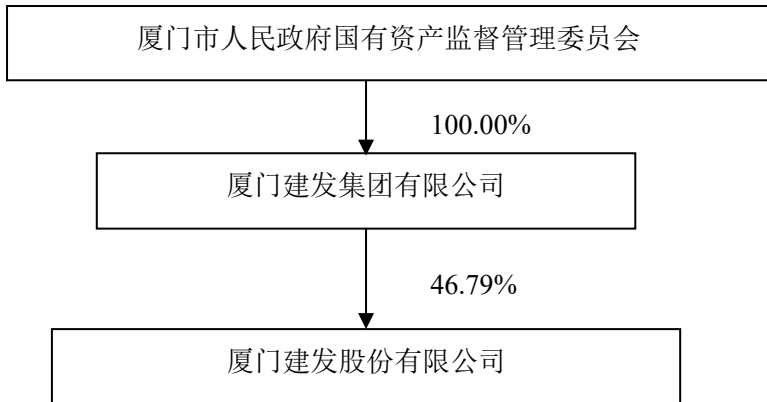 厦门市人民政府国有资产监督管理委员会
100.00%
厦门建发集团有限公司
46.79%
厦门建发股份有限公司